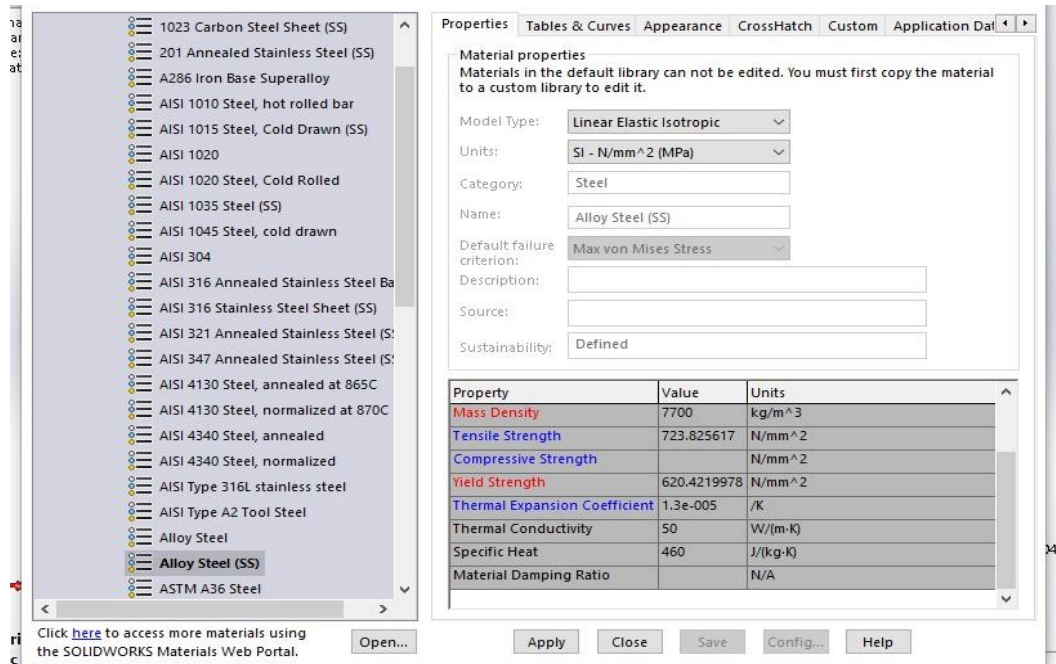 1023 Carbon Steel Sheet (SS)
201 Annealed Stainless Steel (SS)
A286 Iron Base Superalloy
AISI 1010 Steel, hot rolled bar
AISI 1015 Steel, Cold Drawn (SS)
AISI 1020
AISI 1020 Steel, Cold Rolled
AISI 1035 Steel (SS)
AISI 1045 Steel, cold drawn
AISI 304
AISI 316 Annealed Stainless Steel Ba
AISI 316 Stainless Steel Sheet (SS)
AISI 321 Annealed Stainless Steel (S
AISI 347 Annealed Stainless Steel (S
AISI 4130 Steel, annealed at 865C
AISI 4130 Steel, normalized at 870C
AISI 4340 Steel, annealed
AISI 4340 Steel, normalized
AISI Type 316L stainless steel
AISI Type A2 Tool Steel
Alloy Steel
Alloy Steel (SS)
ASTM A36 Steel
Click here to access more materials using
the SOLIDWORKS Materials Web Portal.
Open...
Properties Tables & Curves Appearance CrossHatch Custom Application Dat
Material properties
Materials in the default library can not be edited. You must first copy the material
to a custom library to edit it.
Model Type: Linear Elastic Isotropic
Units: SI - N/mm^2 (MPa)
Category: Steel
Name: Alloy Steel (SS)
Default failure
criterion: Max von Mises Stress
Description:
Source:
Sustainability: Defined
Property Value Units
Mass Density 7700 kg/m^3
Tensile Strength 723.825617 N/mm^2
Compressive Strength N/mm^2
Yield Strength 620.4219978 N/mm^2
Thermal Expansion Coefficient 1.3e-005 /K
Thermal Conductivity 50 W/(m·K)
Specific Heat 460 J/(kg·K)
Material Damping Ratio N/A
Apply Close Save Config... Help